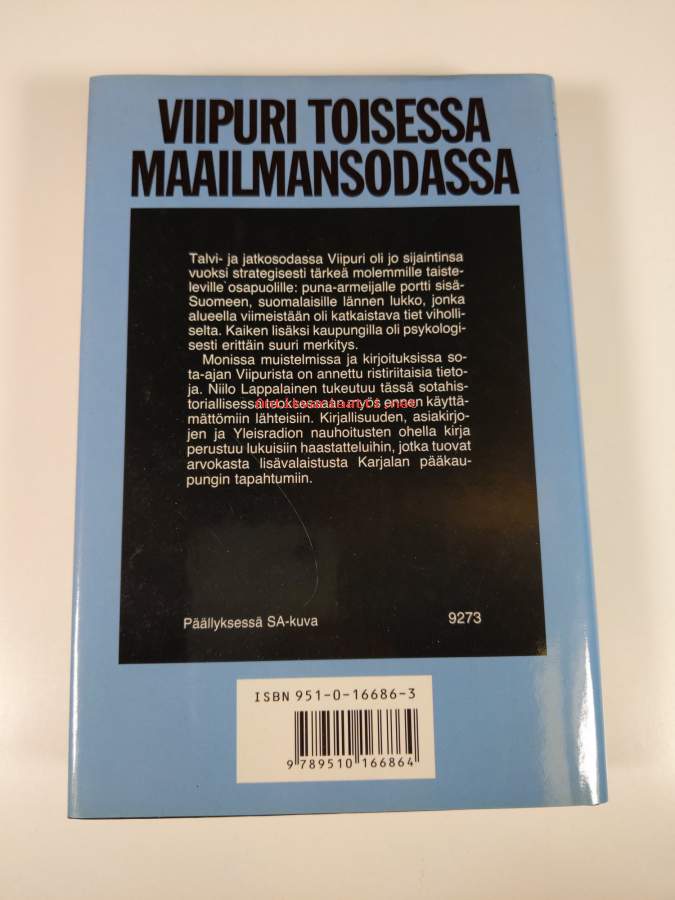 VIIPURI TOISESSA
MAAILMANSODASSA
Talvi- ja jatkosodassa Viipuri oli jo sijaintinsa
vuoksi strategisesti tärkeä molemmille taiste-
leville osapuolille: puna-armeijalle portti sisä-
Suomeen, suomalaisille lännen lukko, jonka
alueella viimeistään oli katkaistava tiet viholli-
selta. Kaiken lisäksi kaupungilla oli psykologi-
sesti erittäin suuri merkitys.
Monissa muistelmissa ja kirjoituksissa so-
ta-ajan Viipurista on annettu ristiriitaisia tieto-
ja. Niilo Lappalainen tukeutuu tässä sotahis-
toriallisessa teoksessaan myös ennen käyttä-
mättömiin lähteisiin. Kirjallisuuden, asiakirjo-
jen ja Yleisradion nauhoitusten ohella kirja
perustuu lukuisiin haastatteluihin, jotka tuovat
arvokasta lisävalaistusta Karjalan pääkau-
pungin tapahtumiin.
Päällyksessä SA-kuva 9273
ISBN 951-0-16686-3
9 789510 166864